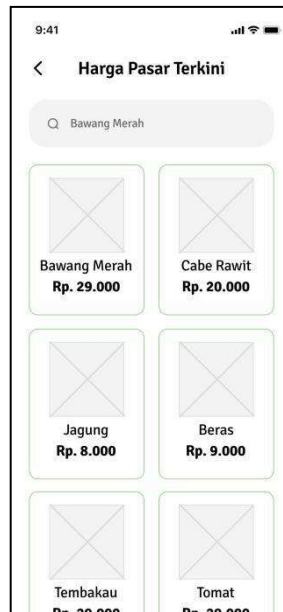 9:41
Harga Pasar Terkini
Bawang Merah
Bawang Merah
Rp. 29.000
Cabe Rawit
Rp. 20.000
Jagung
Rp. 8.000
Beras
Rp. 9.000
Tembakau
Tomat